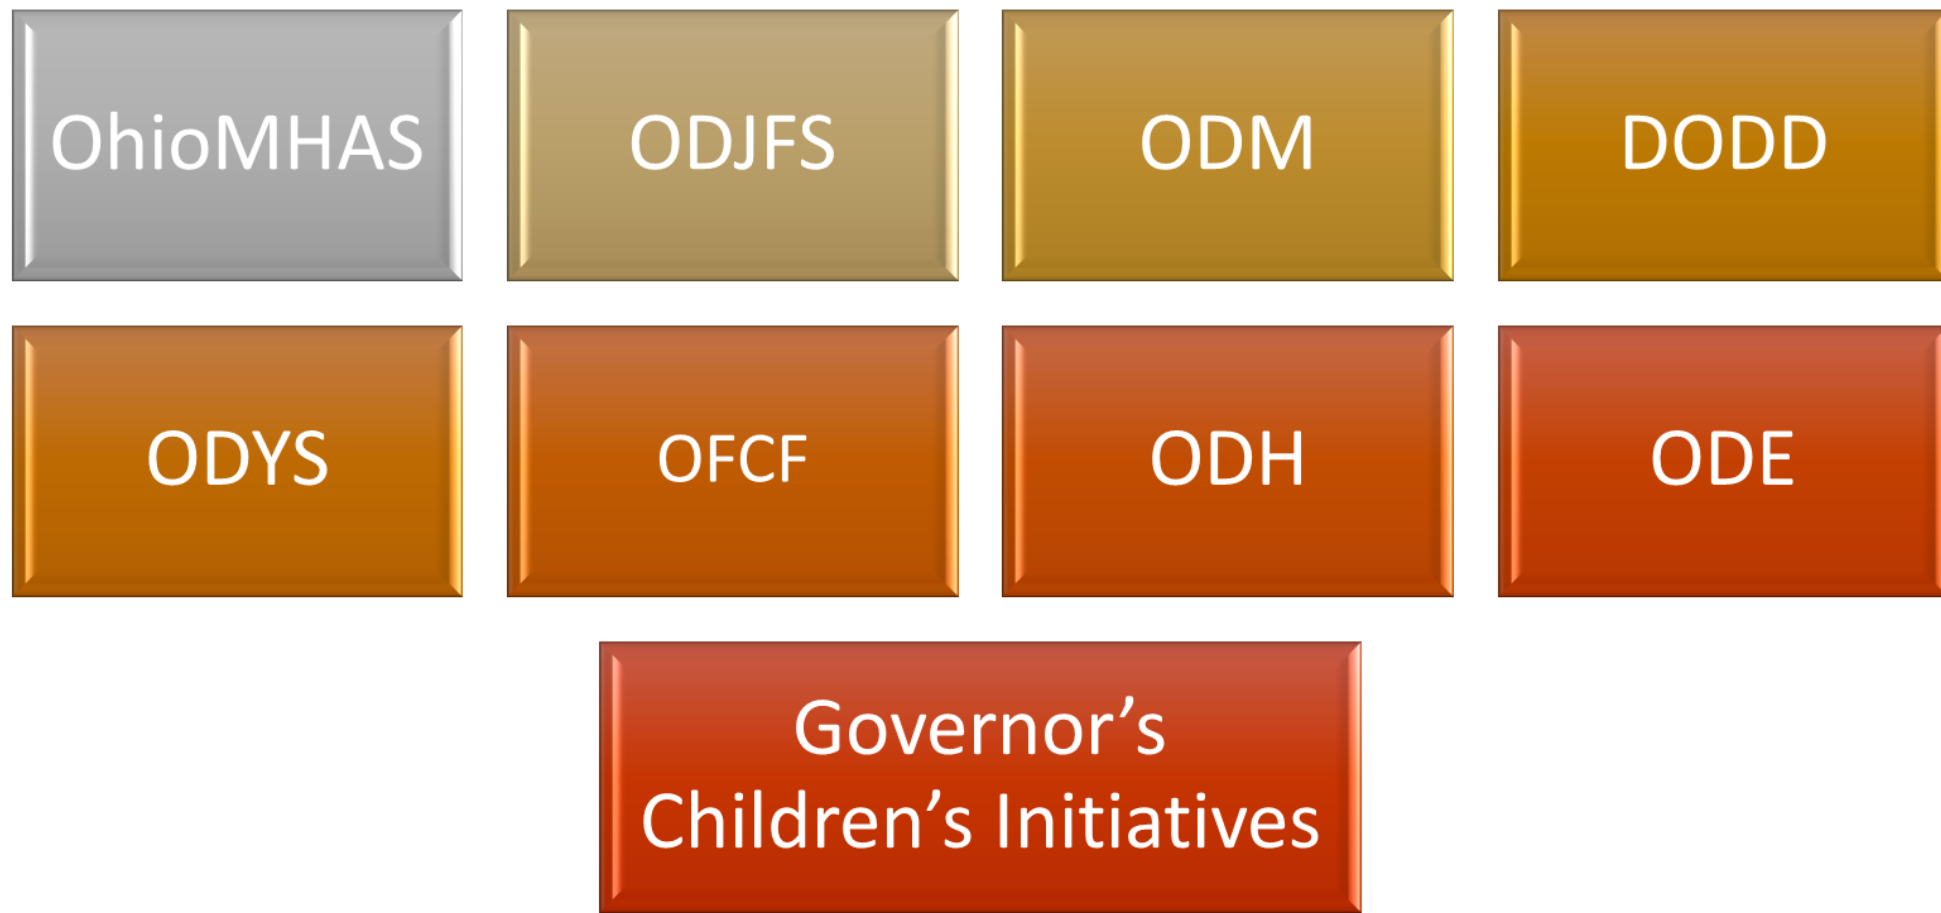 OhioMHAS
ODJFS
ODM
DODD
ODYS
OFCF
ODH
ODE
Governor’s
Children’s Initiatives